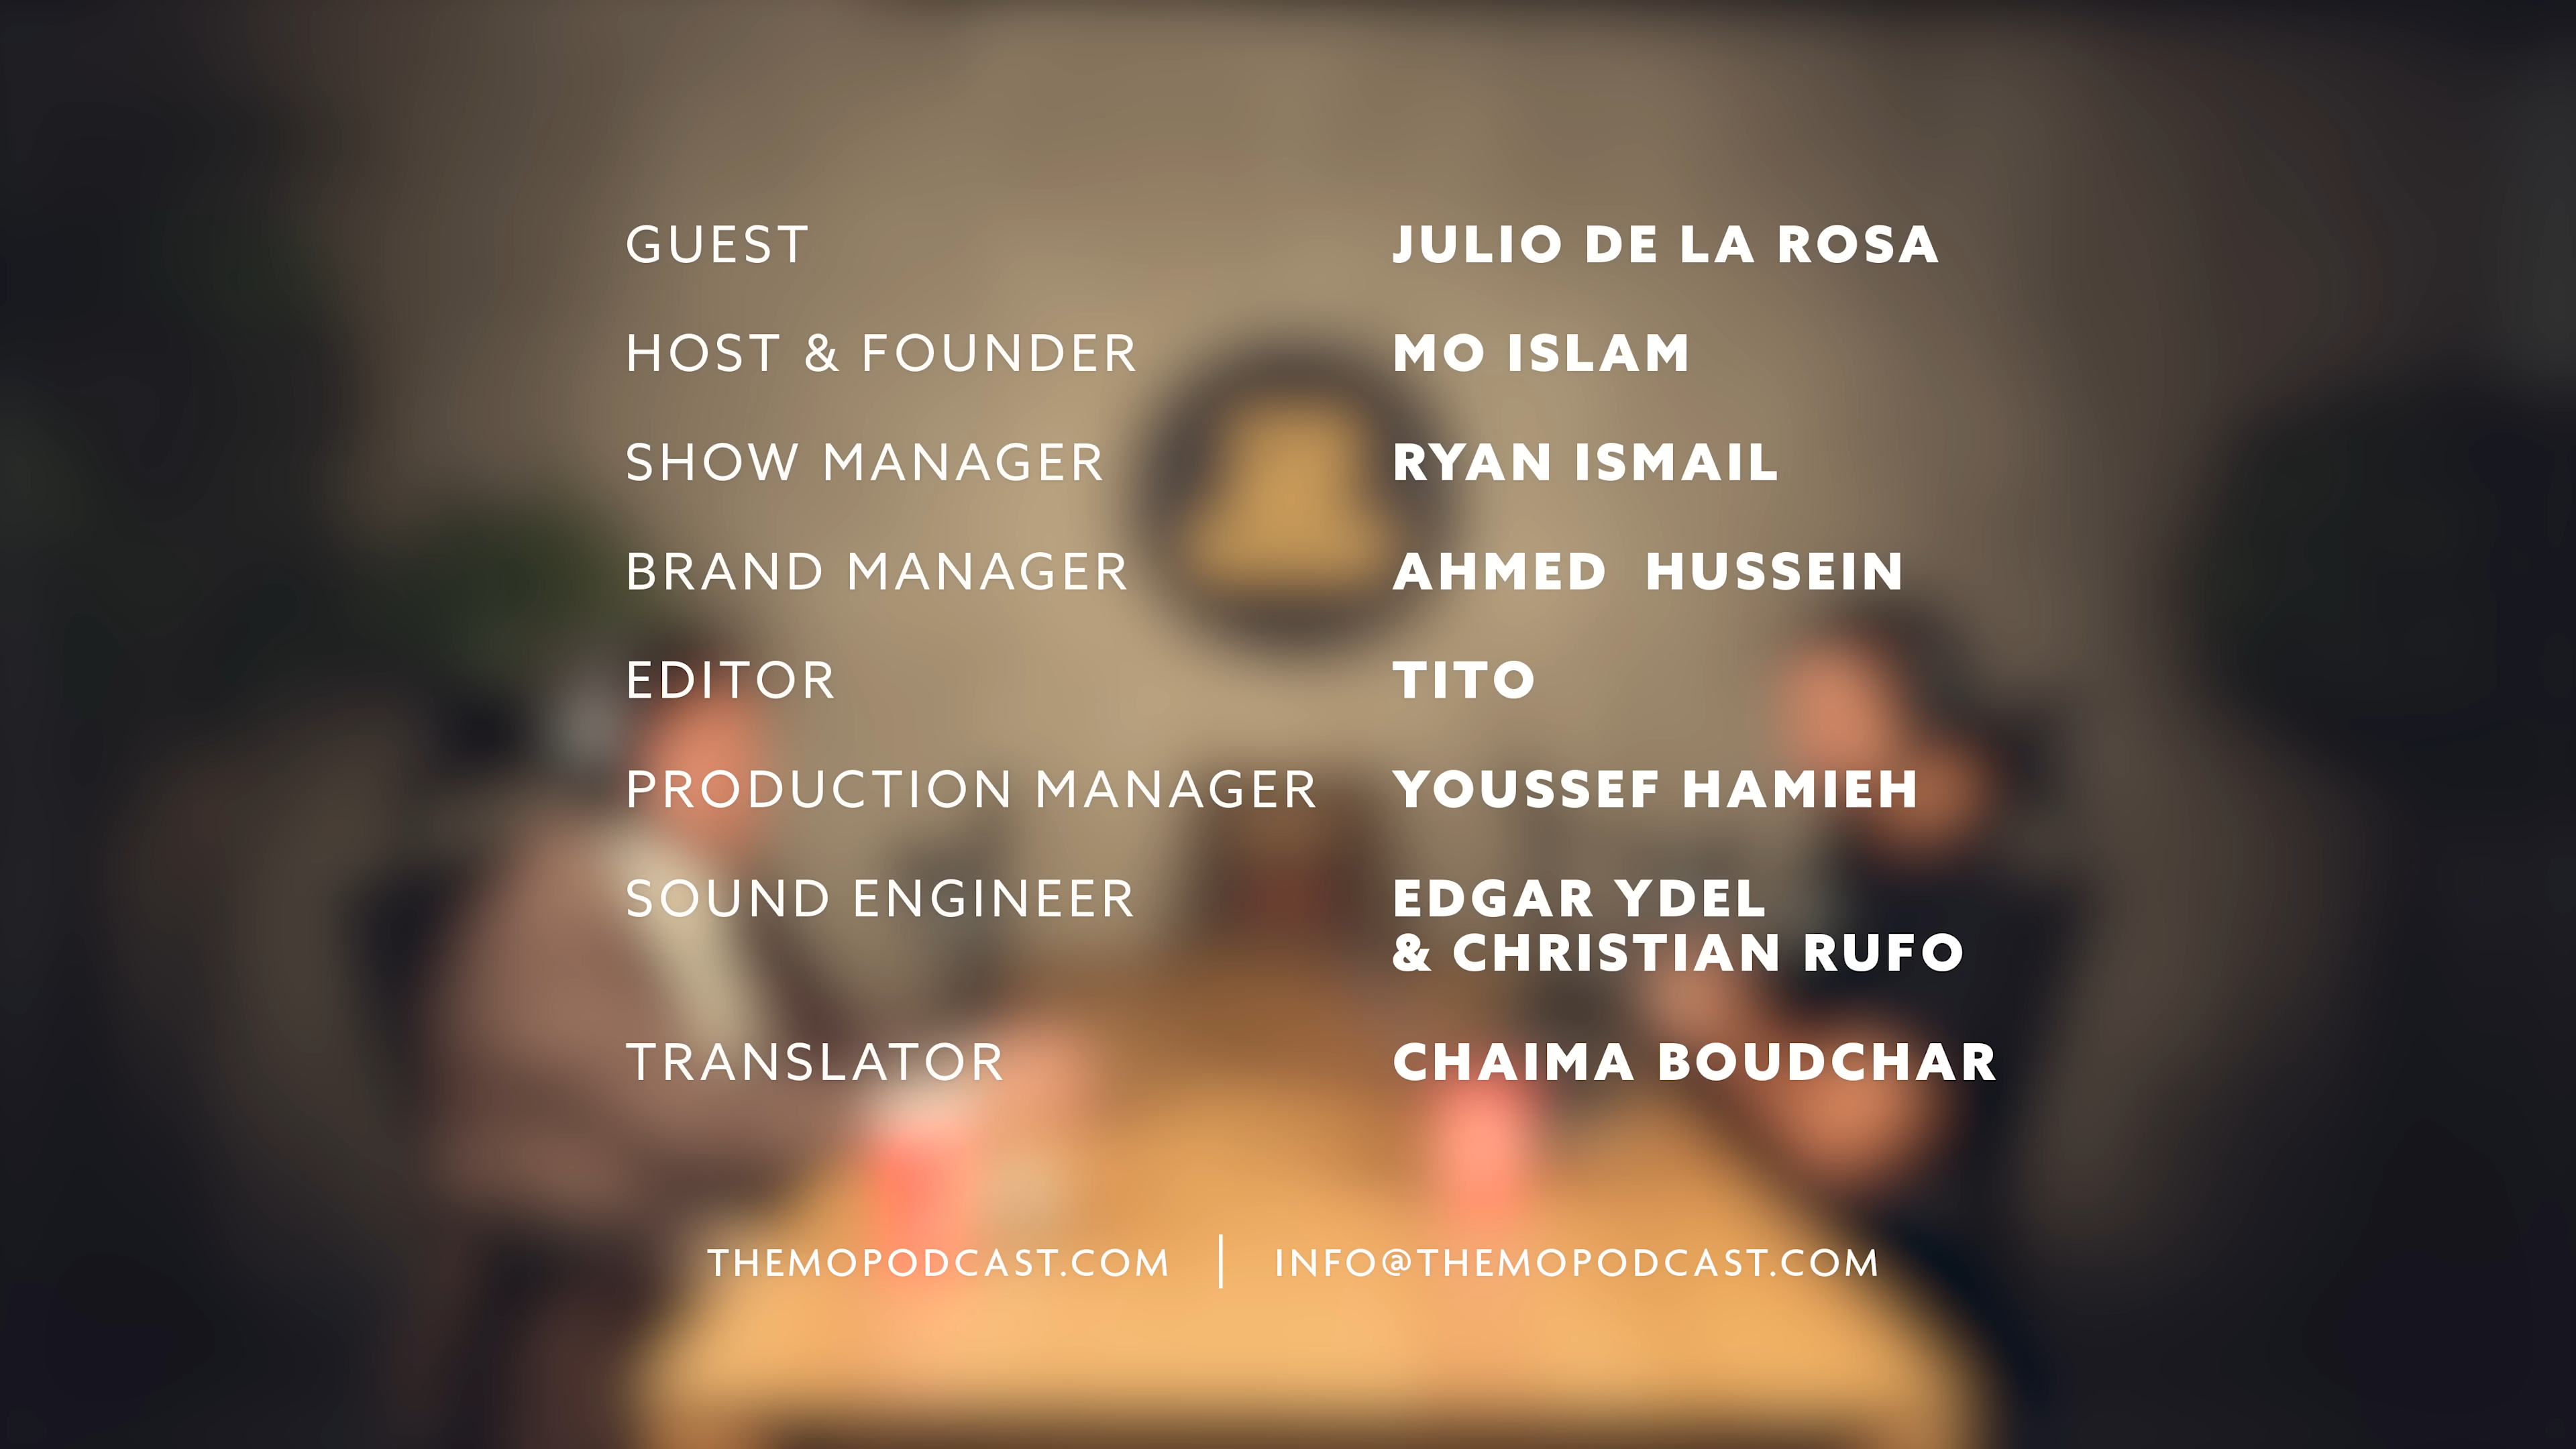 GUEST JULIO DE LA ROSA
HOST & FOUNDER MO ISLAM
SHOW MANAGER RYAN ISMAIL
BRAND MANAGER AHMED HUSSEIN
EDITOR TITO
PRODUCTION MANAGER YOUSSEF HAMIEH
SOUND ENGINEER EDGAR YDEL
& CHRISTIAN RUFO
TRANSLATOR CHAIMA BOUDCHAR
THEMOPODCAST.COM | INFO@THEMOPODCAST.COM